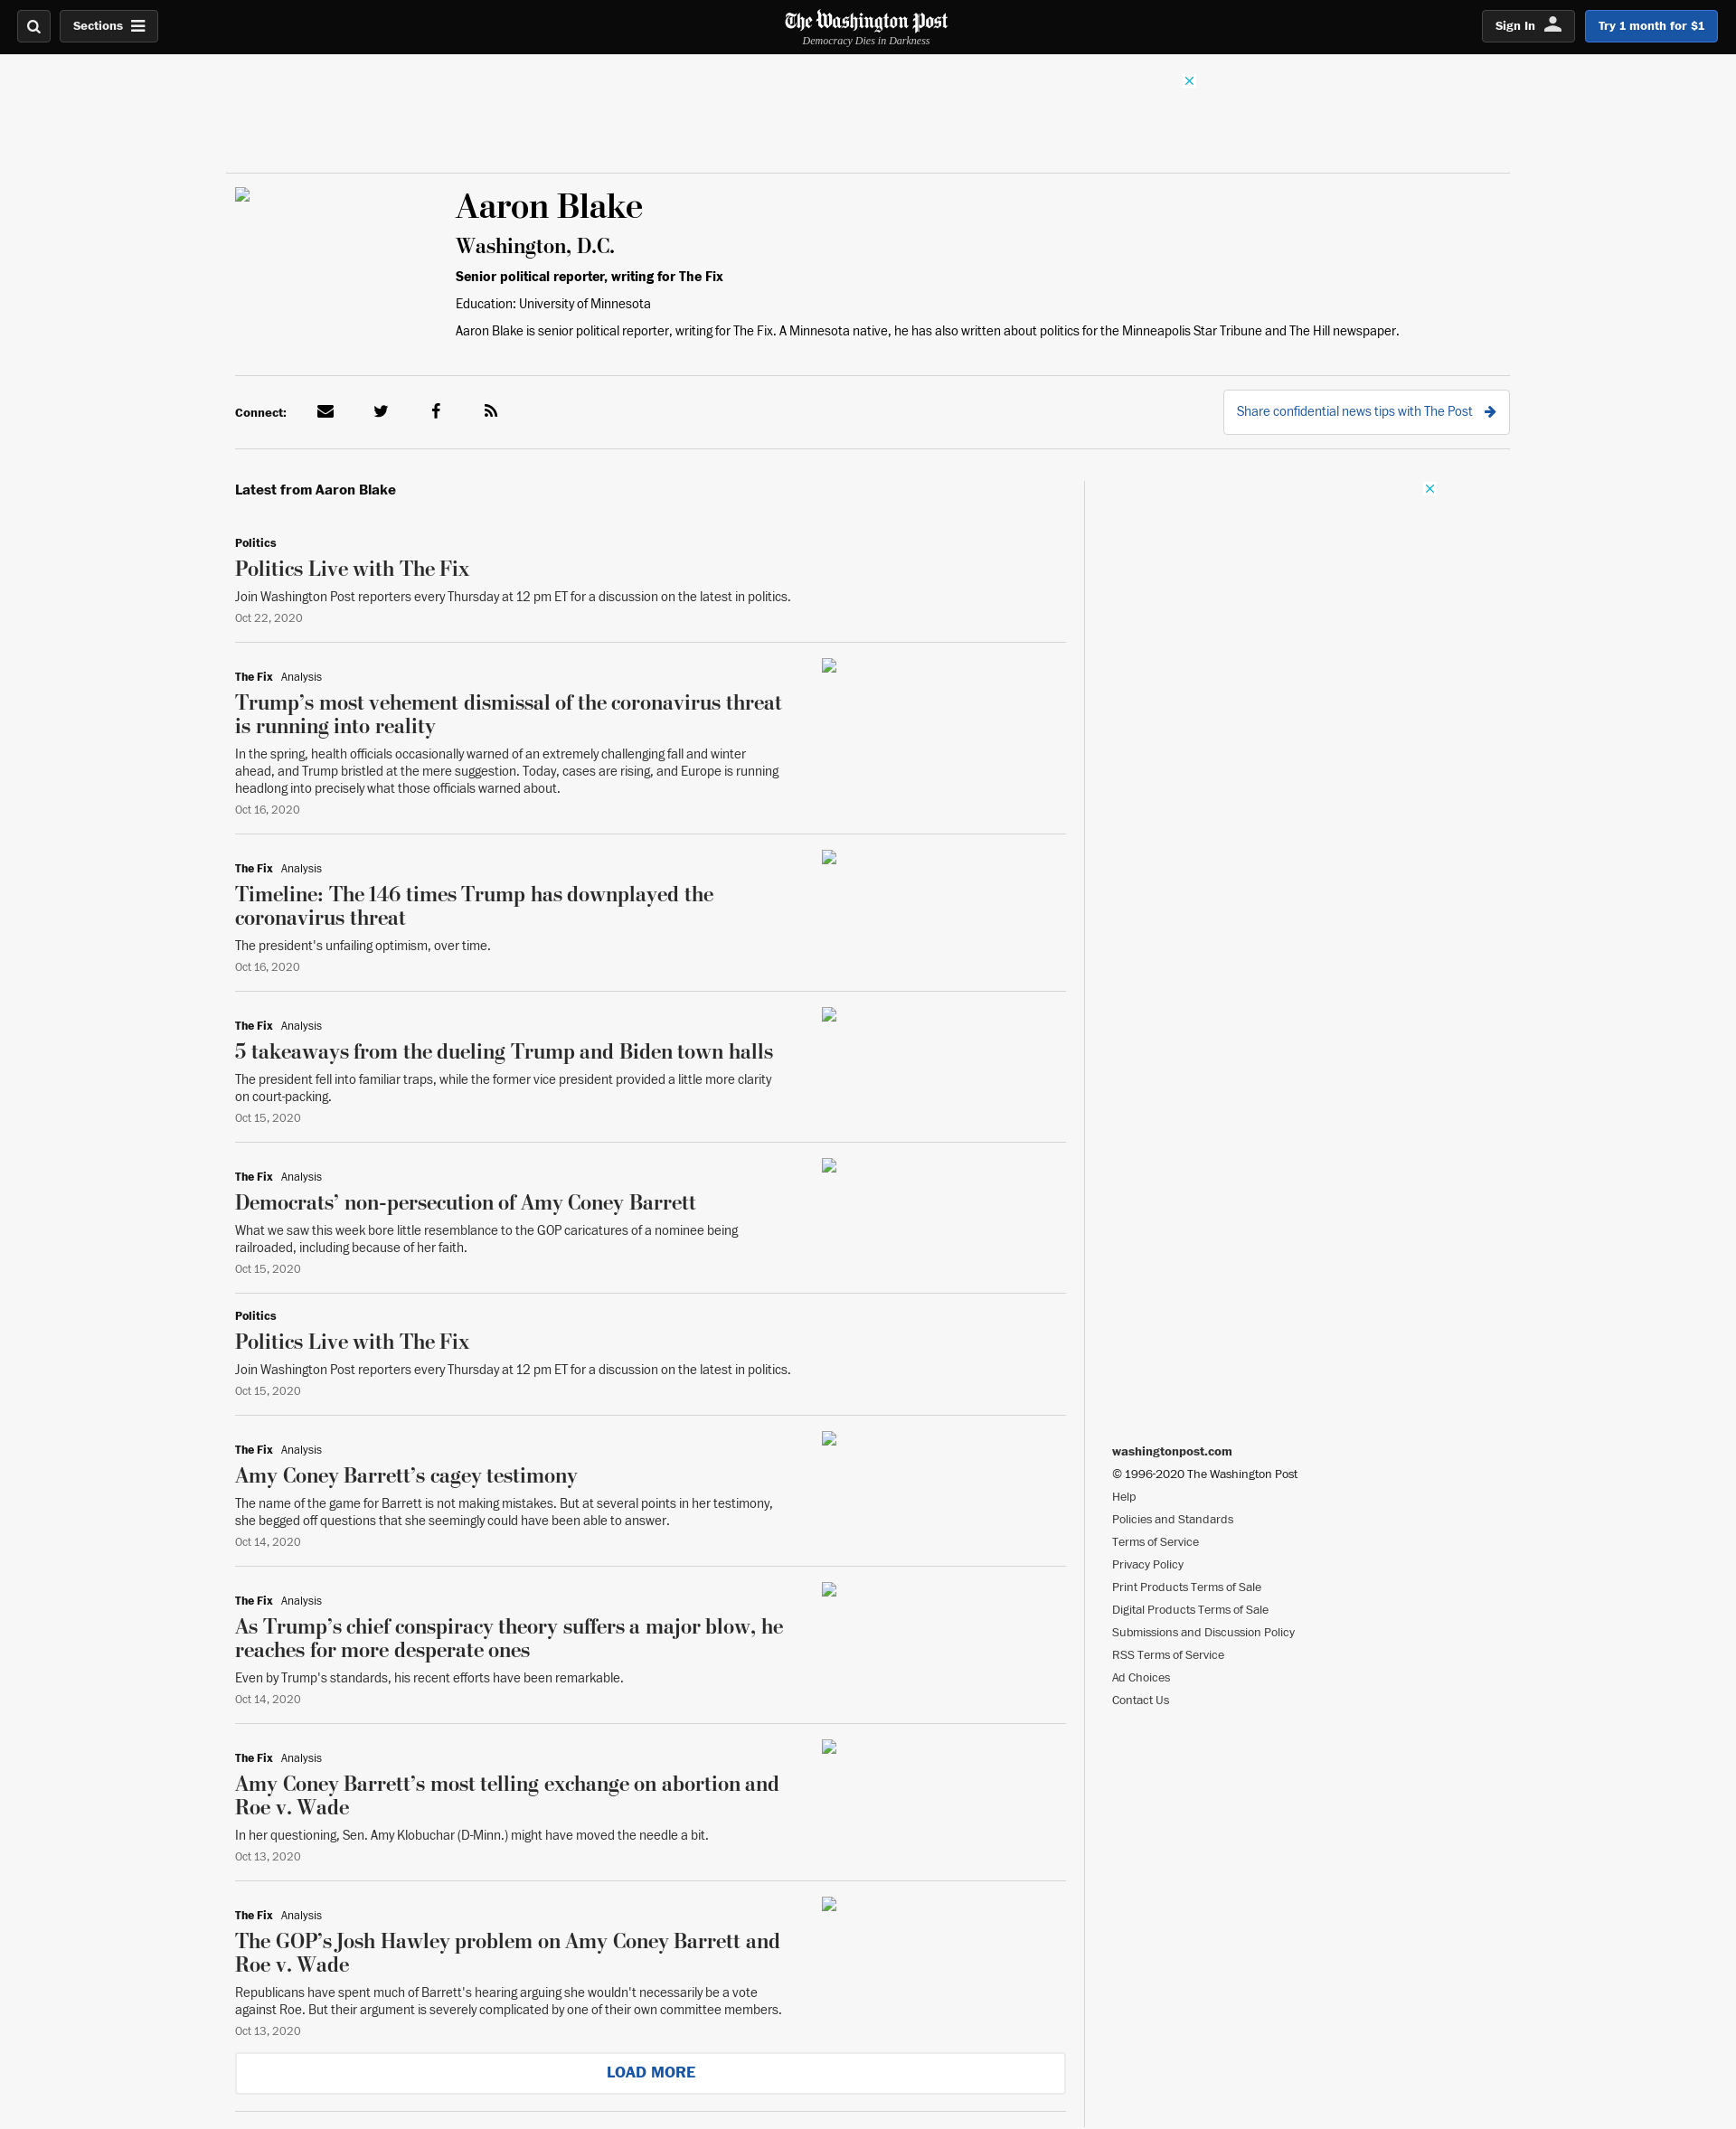 Sections
The Washington Post
Democracy Dies in Darkness
Sign In
Try 1 month for $1
Aaron Blake
Washington, D.C.
Senior political reporter, writing for The Fix
Education: University of Minnesota
Aaron Blake is senior political reporter, writing for The Fix. A Minnesota native, he has also written about politics for the Minneapolis Star Tribune and The Hill newspaper.
Connect:
Share confidential news tips with The Post
Latest from Aaron Blake
Politics
Politics Live with The Fix
Join Washington Post reporters every Thursday at 12 pm ET for a discussion on the latest in politics.
Oct 22, 2020
The Fix Analysis
Trump’s most vehement dismissal of the coronavirus threat
is running into reality
In the spring, health officials occasionally warned of an extremely challenging fall and winter
ahead, and Trump bristled at the mere suggestion. Today, cases are rising, and Europe is running
headlong into precisely what those officials warned about.
Oct 16, 2020
The Fix Analysis
Timeline: The 146 times Trump has downplayed the
coronavirus threat
The president's unfailing optimism, over time.
Oct 16, 2020
The Fix Analysis
5 takeaways from the dueling Trump and Biden town halls
The president fell into familiar traps, while the former vice president provided a little more clarity
on court-packing.
Oct 15, 2020
The Fix Analysis
Democrats’ non-persecution of Amy Coney Barrett
What we saw this week bore little resemblance to the GOP caricatures of a nominee being
railroaded, including because of her faith.
Oct 15, 2020
Politics
Politics Live with The Fix
Join Washington Post reporters every Thursday at 12 pm ET for a discussion on the latest in politics.
Oct 15, 2020
The Fix Analysis
Amy Coney Barrett’s cagey testimony
The name of the game for Barrett is not making mistakes. But at several points in her testimony,
she begged off questions that she seemingly could have been able to answer.
Oct 14, 2020
The Fix Analysis
As Trump’s chief conspiracy theory suffers a major blow, he
reaches for more desperate ones
Even by Trump's standards, his recent efforts have been remarkable.
Oct 14, 2020
The Fix Analysis
Amy Coney Barrett’s most telling exchange on abortion and
Roe v. Wade
In her questioning, Sen. Amy Klobuchar (D-Minn.) might have moved the needle a bit.
Oct 13, 2020
The Fix Analysis
The GOP’s Josh Hawley problem on Amy Coney Barrett and
Roe v. Wade
Republicans have spent much of Barrett's hearing arguing she wouldn't necessarily be a vote
against Roe. But their argument is severely complicated by one of their own committee members.
Oct 13, 2020
LOAD MORE
washingtonpost.com
© 1996-2020 The Washington Post
Help
Policies and Standards
Terms of Service
Privacy Policy
Print Products Terms of Sale
Digital Products Terms of Sale
Submissions and Discussion Policy
RSS Terms of Service
Ad Choices
Contact Us